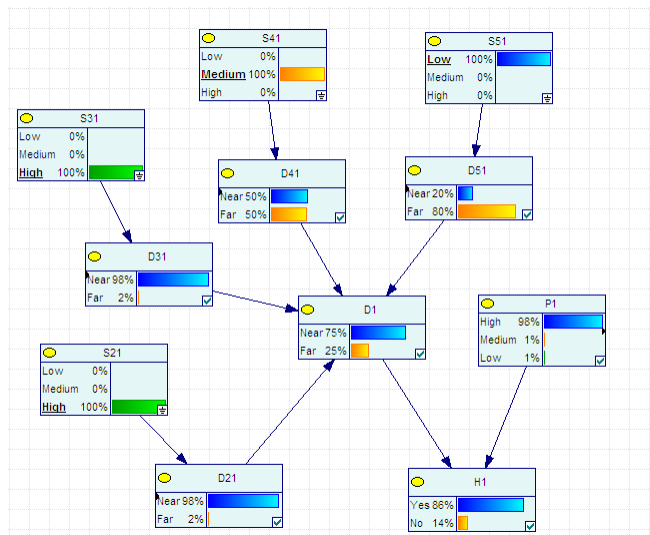 S41
Low 0%
Medium 100%
High 0%
S51
Low 100%
Medium 0%
High 0%
S31
Low 0%
Medium 0%
High 100%
D41
Near 50%
Far 50%
D51
Near 20%
Far 80%
D31
Near 98%
Far 2%
D1
Near 75%
Far 25%
P1
High 98%
Medium 1%
Low 1%
S21
Low 0%
Medium 0%
High 100%
D21
Near 98%
Far 2%
H1
Yes 86%
No 14%